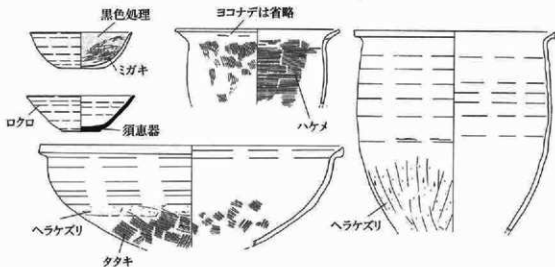 黒色処理
ヨコナデは省略
ミガキ
ロクロ
須恵器
ハケメ
ヘラケズリ
タタキ
ヘラケズリ